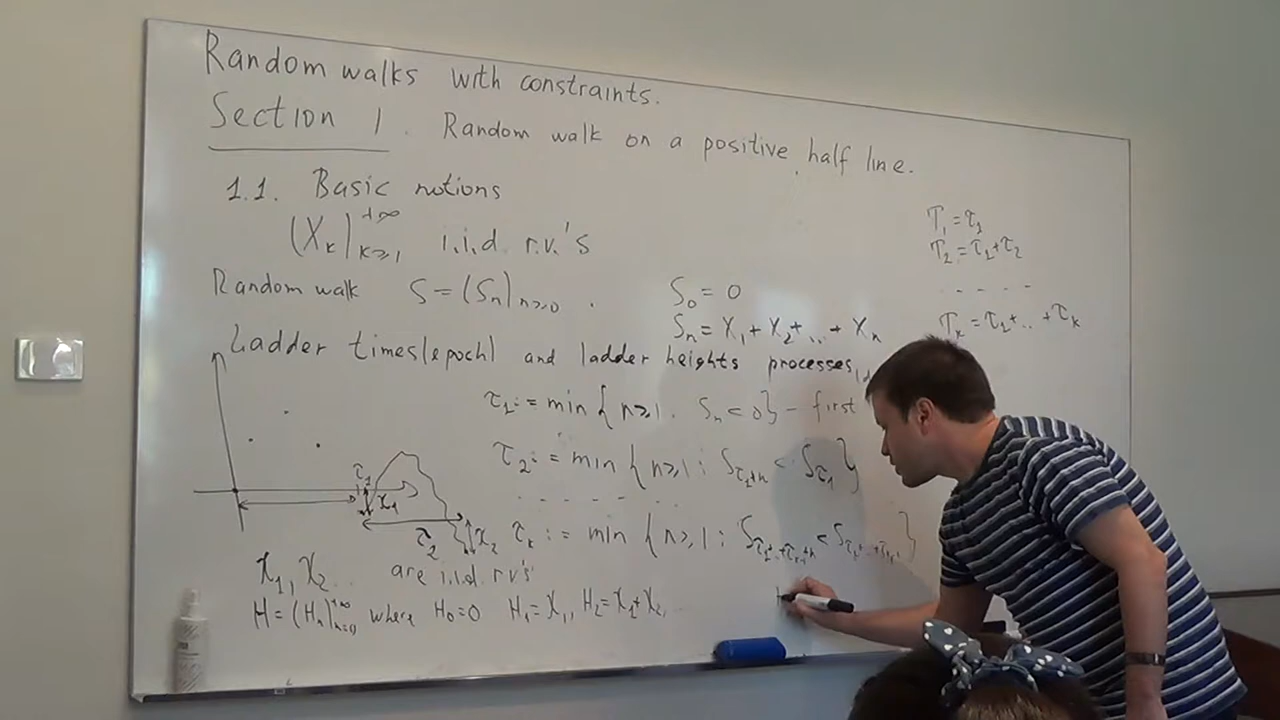 Random walks with constraints.
Section 1. Random walk on a positive half line.
1.1. Basic notions
(X_k)_{k≥1}^{+∞} i.i.d. r.v.'s
Random walk S=(S_n)_{n≥0}. S_0 = 0
S_n = X_1 + X_2 + .. + X_n
T_1 = τ_1
T_2 = τ_1+τ_2
- - - - -
T_k = τ_1+..+τ_k
Ladder times(epoch) and ladder heights processes
τ_1 := min { n≥1 : S_n < 0} - first
τ_2 := min { n≥1 : S_{τ_1+n} < S_{τ_1} }
- - - - - -
τ_k := min { n≥1 : S_{τ_1+..+τ_{k-1}+n} < S_{τ_1+..+τ_{k-1}} }
τ_1 χ_1
τ_2 χ_2
χ_1, χ_2 ... are i.i.d r.v's
H = (H_n)_{n=0}^{+∞} where H_0=0 H_1 = χ_1, H_2 = χ_1+χ_2, ...